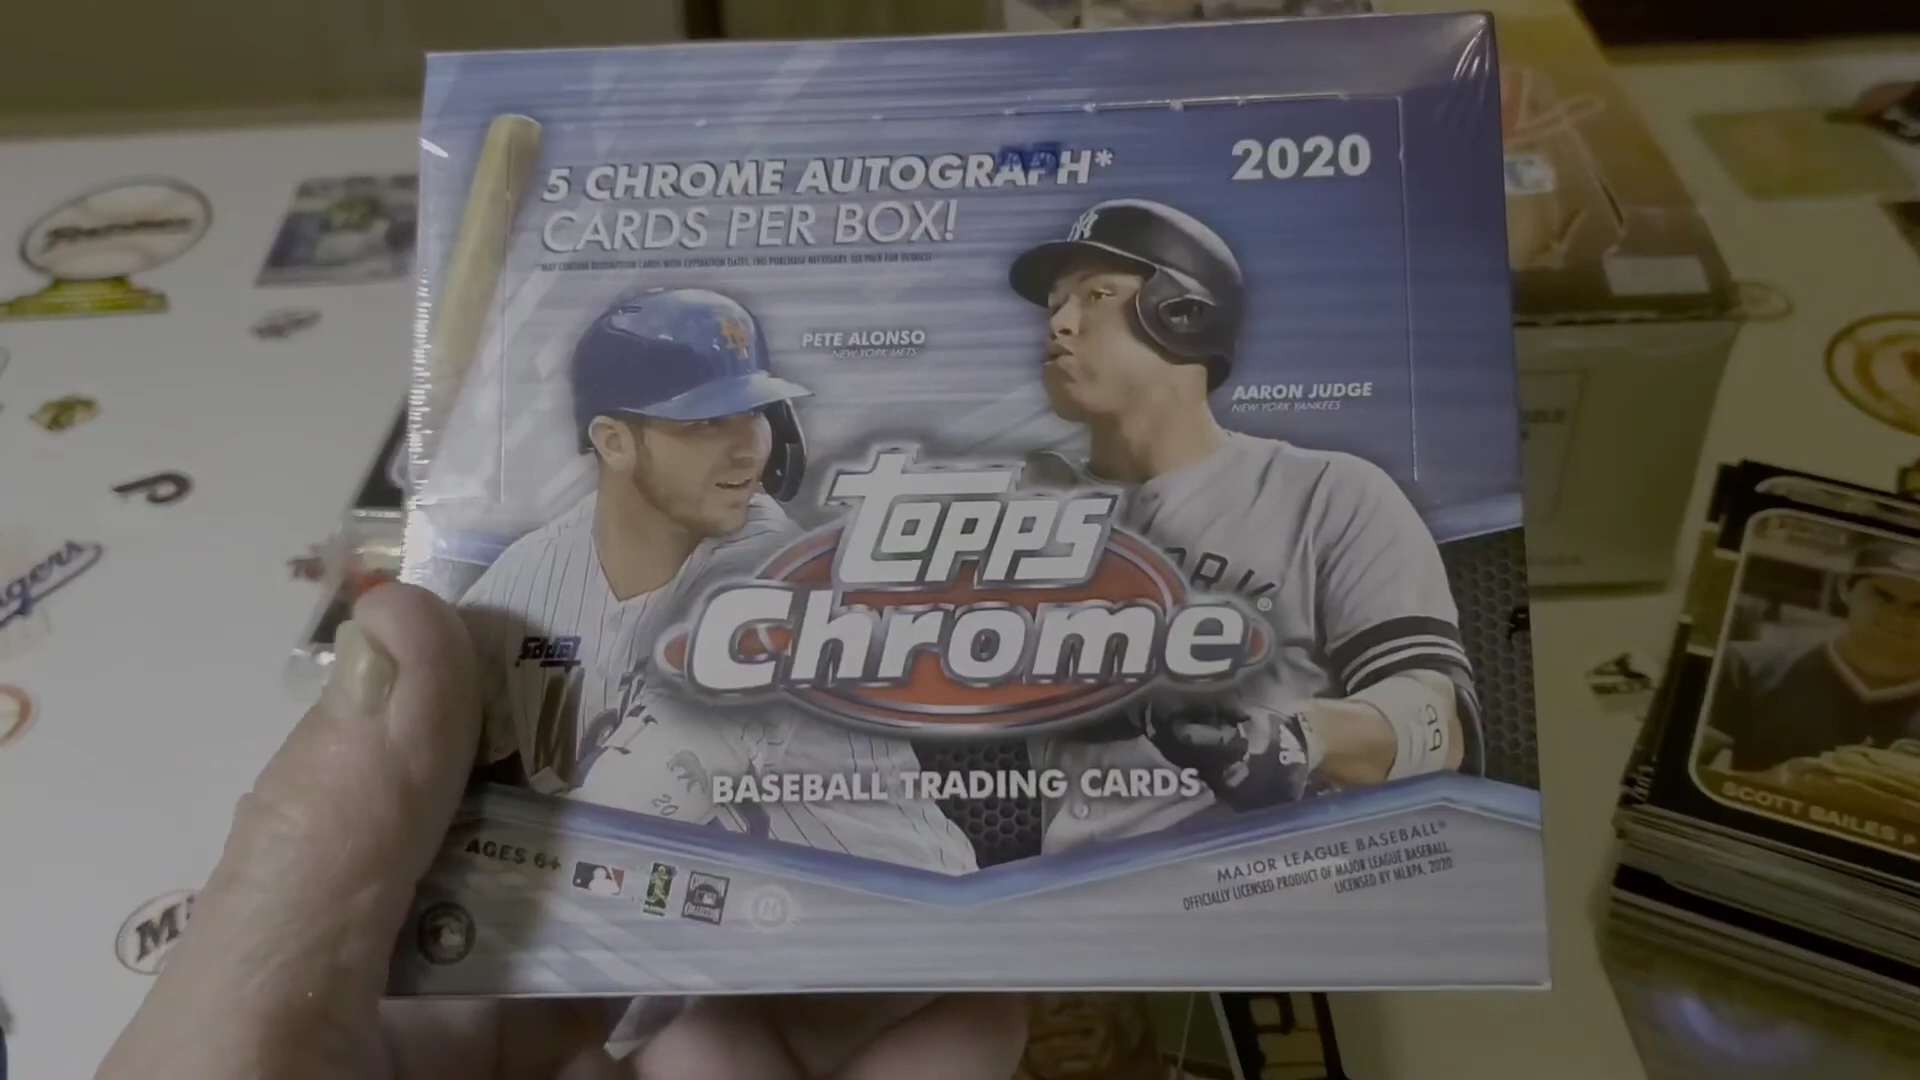 5 CHROME AUTOGRAPH*
CARDS PER BOX!
2020
PETE ALONSO
NEW YORK METS
AARON JUDGE
NEW YORK YANKEES
topps
Chrome®
BASEBALL TRADING CARDS
AGES 6+
MAJOR LEAGUE BASEBALL®
OFFICIALLY LICENSED PRODUCT OF MAJOR LEAGUE BASEBALL
LICENSED BY MLBPA, 2020
99
20
SCOTT BAILES P